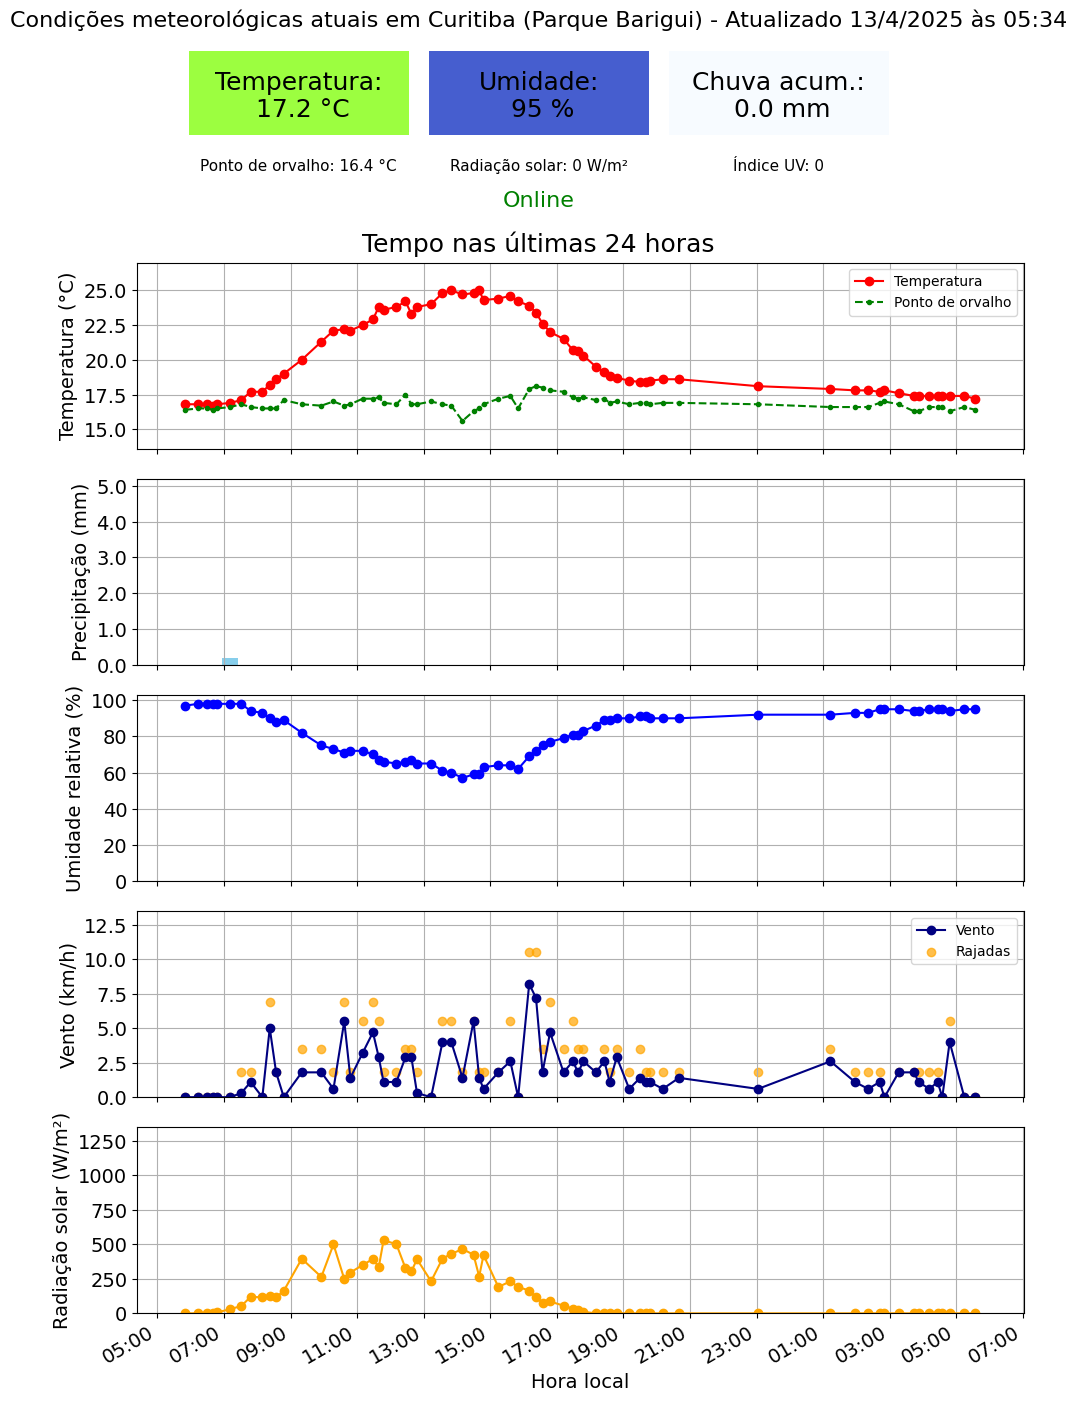 Condições meteorológicas atuais em Curitiba (Parque Barigui) - Atualizado 13/4/2025 às 05:34
Temperatura:
17.2 °C
Umidade:
95 %
Chuva acum.:
0.0 mm
Ponto de orvalho: 16.4 °C
Radiação solar: 0 W/m²
Índice UV: 0
Online
Tempo nas últimas 24 horas
Temperatura (°C)
25.0
22.5
20.0
17.5
15.0
Temperatura
Ponto de orvalho
Precipitação (mm)
5.0
4.0
3.0
2.0
1.0
0.0
Umidade relativa (%)
100
80
60
40
20
0
Vento (km/h)
12.5
10.0
7.5
5.0
2.5
0.0
Vento
Rajadas
Radiação solar (W/m²)
1250
1000
750
500
250
0
05:00
07:00
09:00
11:00
13:00
15:00
17:00
19:00
21:00
23:00
01:00
03:00
05:00
07:00
Hora local